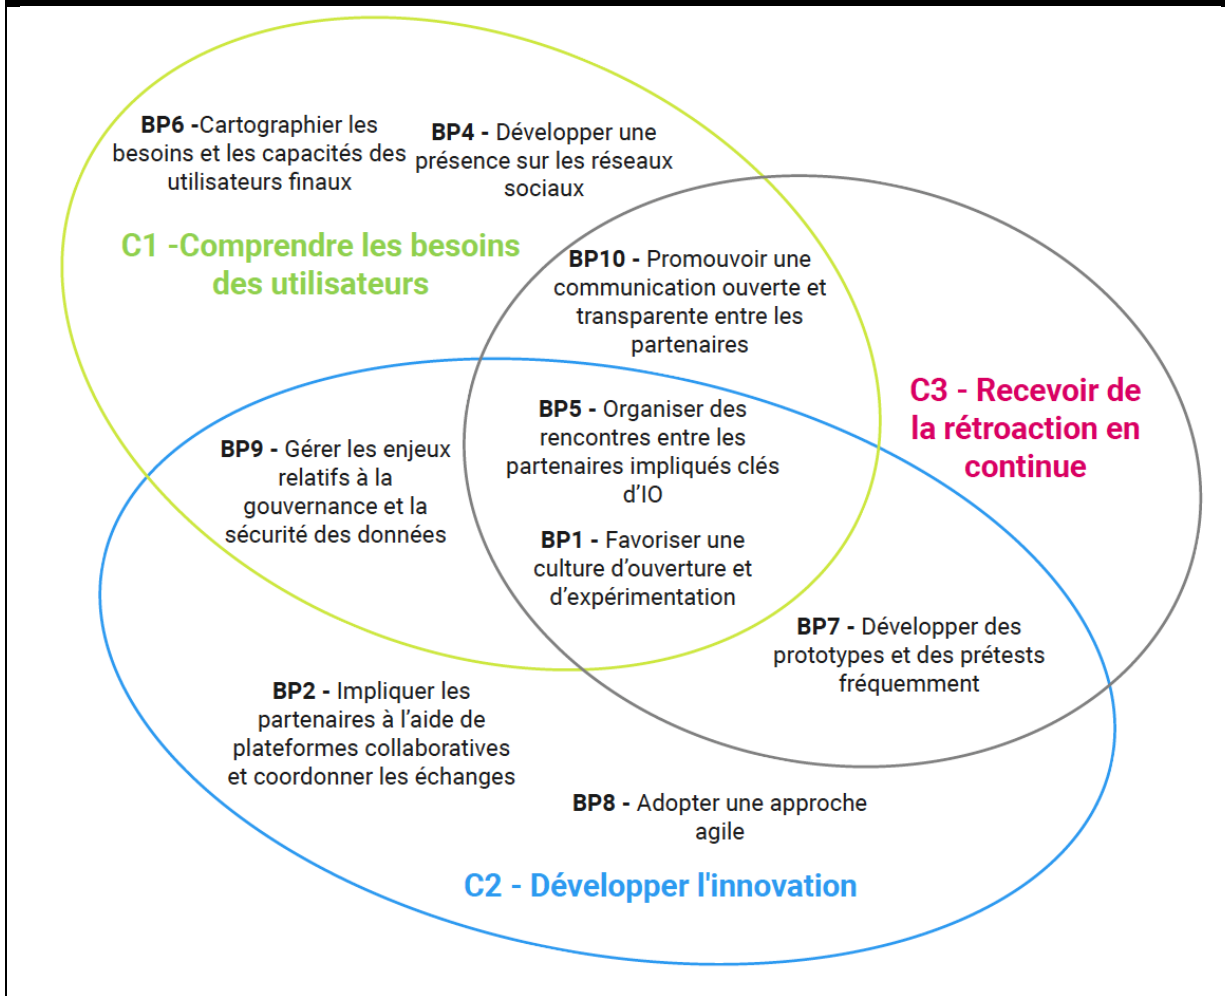 BP6 -Cartographier les
besoins et les capacités des
utilisateurs finaux
BP4 - Développer une
présence sur les réseaux
sociaux
C1 -Comprendre les besoins
des utilisateurs
BP10 - Promouvoir une
communication ouverte et
transparente entre les
partenaires
C3 - Recevoir de
la rétroaction en
continue
BP5 - Organiser des
rencontres entre les
partenaires impliqués clés
d'IO
BP9 - Gérer les enjeux
relatifs à la
gouvernance et la
sécurité des données
BP1 - Favoriser une
culture d'ouverture et
d'expérimentation
BP7 - Développer des
prototypes et des prétests
fréquemment
BP2 - Impliquer les
partenaires à l'aide de
plateformes collaboratives
et coordonner les échanges
BP8 - Adopter une approche
agile
C2 - Développer l'innovation